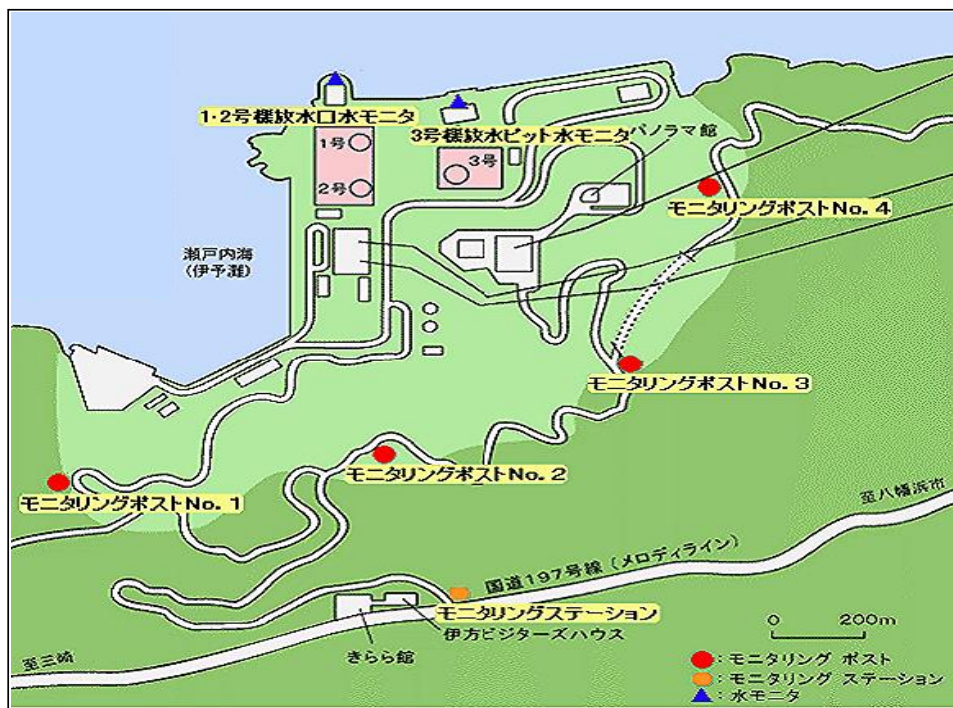 1・2号機放水口水モニタ
3号機放水ピット水モニタ
パノラマ館
1号
2号
3号
モニタリングポストNo. 4
瀬戸内海
(伊予灘)
モニタリングポストNo. 3
モニタリングポストNo. 2
モニタリングポストNo. 1
至八幡浜市
国道197号線 (メロディライン)
モニタリングステーション
伊方ビジターズハウス
きらら館
至三崎
0 200m
:モニタリング ポスト
:モニタリング ステーション
:水モニタ